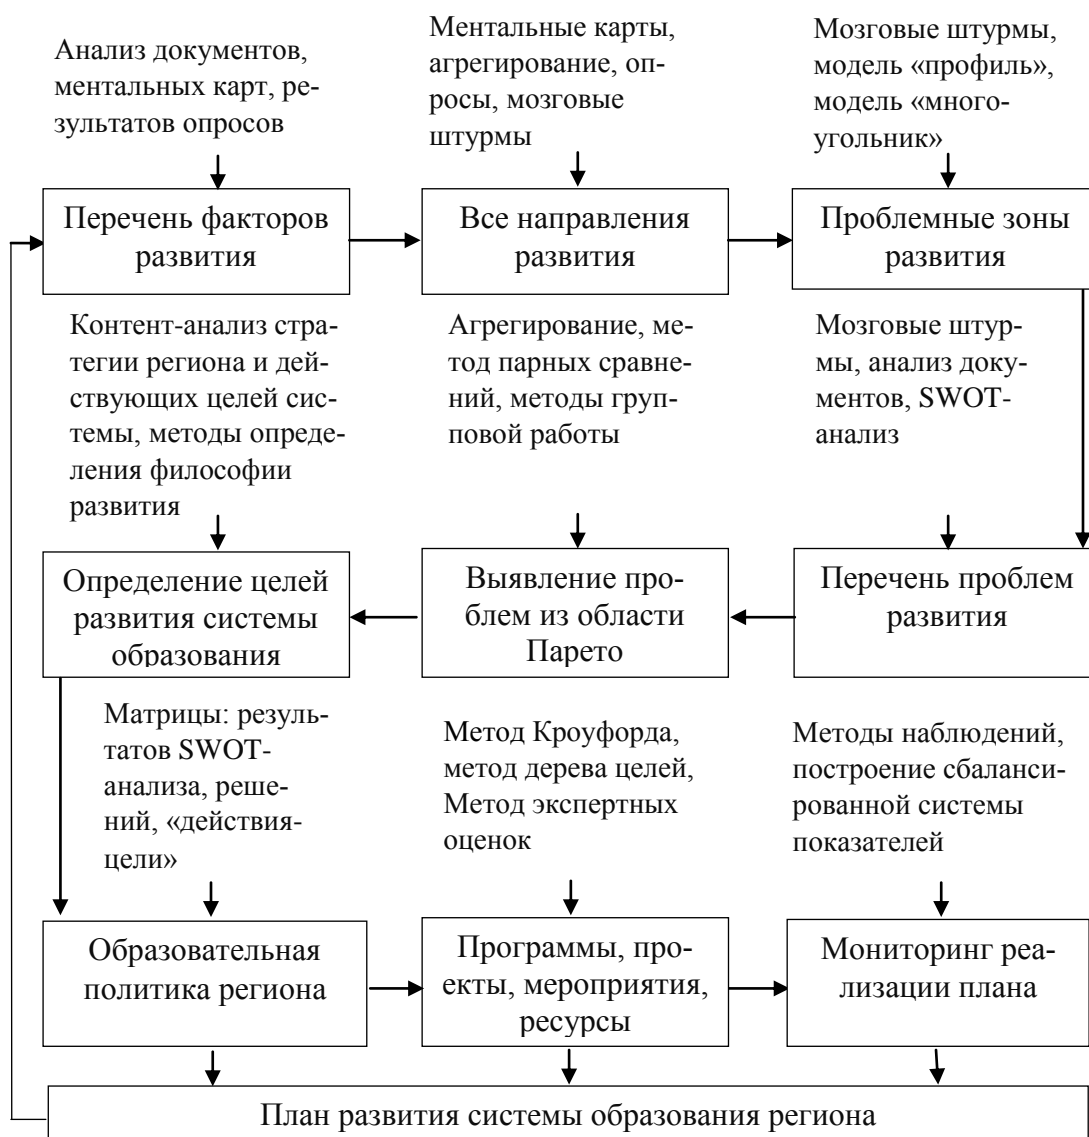 Анализ документов,
ментальных карт, ре-
зультатов опросов
Ментальные карты,
агрегирование, оп-
росы, мозговые
штурмы
Мозговые штурмы,
модель «профиль»,
модель «много-
угольник»
Перечень факторов
развития
Все направления
развития
Проблемные зоны
развития
Контент-анализ стра-
тегии региона и дей-
ствующих целей сис-
темы, методы опреде-
ления философии
развития
Агрегирование, ме-
тод парных сравне-
ний, методы груп-
повой работы
Мозговые штур-
мы, анализ доку-
ментов, SWOT-
анализ
Определение целей
развития системы
образования
Выявление про-
блем из области
Парето
Перечень проблем
развития
Матрицы: резуль-
татов SWOT-
анализа, реше-
ний, «действия-
цели»
Метод Кроуфорда,
метод дерева целей,
Метод экспертных
оценок
Методы наблюдений,
построение сбаланси-
рованной системы
показателей
Образовательная
политика региона
Программы, про-
екты, мероприятия,
ресурсы
Мониторинг реа-
лизации плана
План развития системы образования региона